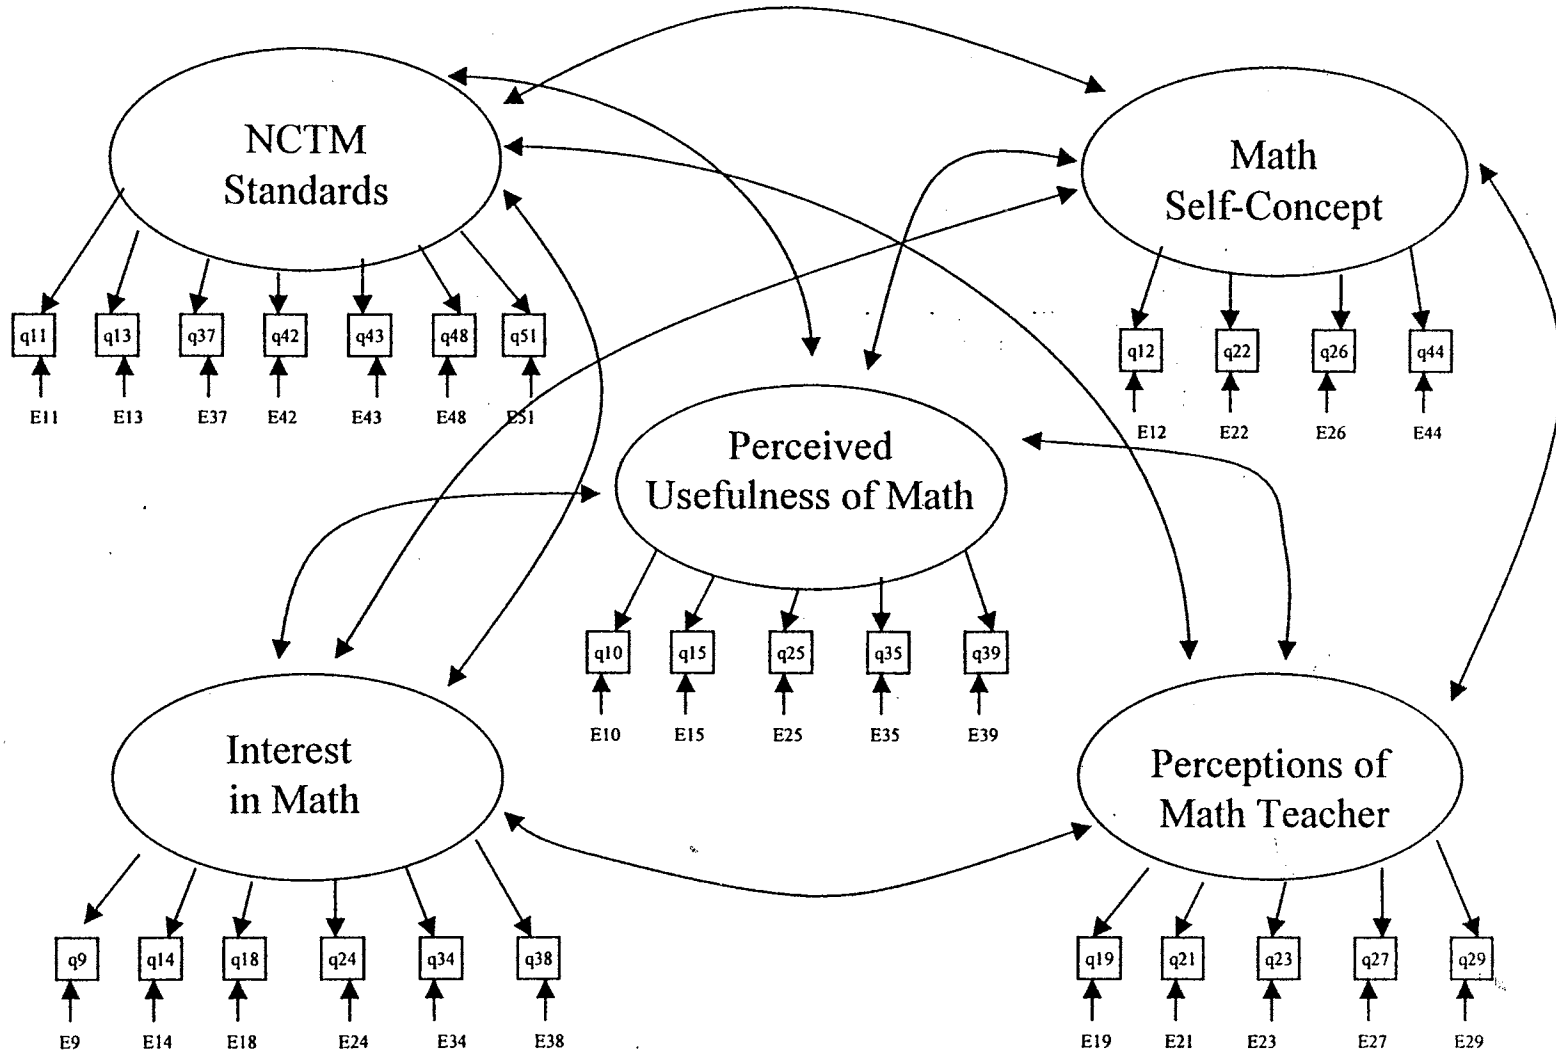 NCTM
Standards
Math
Self-Concept
q11 q13 q37 q42 q43 q48 q51
E11 E13 E37 E42 E43 E48 E51
q12 q22 q26 q44
E12 E22 E26 E44
Perceived
Usefulness of Math
q10 q15 q25 q35 q39
E10 E15 E25 E35 E39
Interest
in Math
Perceptions of
Math Teacher
q9 q14 q18 q24 q34 q38
E9 E14 E18 E24 E34 E38
q19 q21 q23 q27 q29
E19 E21 E23 E27 E29